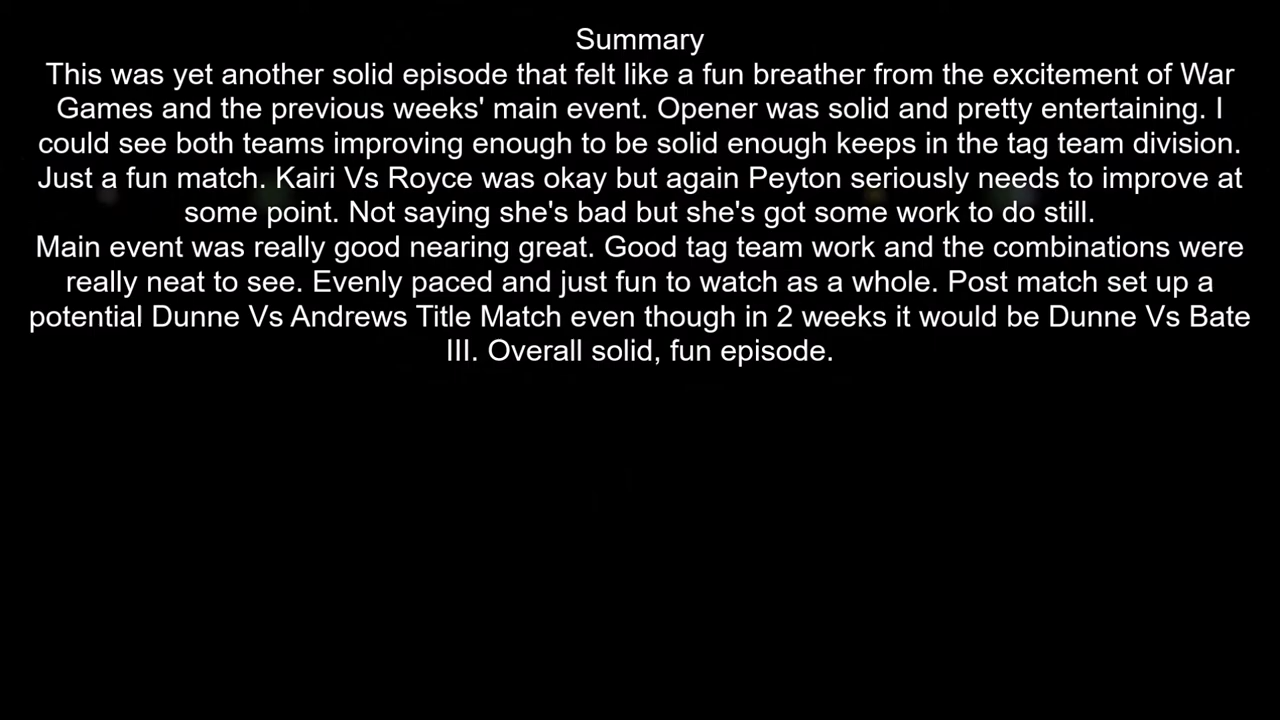 Summary
This was yet another solid episode that felt like a fun breather from the excitement of War
Games and the previous weeks' main event. Opener was solid and pretty entertaining. I
could see both teams improving enough to be solid enough keeps in the tag team division.
Just a fun match. Kairi Vs Royce was okay but again Peyton seriously needs to improve at
some point. Not saying she's bad but she's got some work to do still.
Main event was really good nearing great. Good tag team work and the combinations were
really neat to see. Evenly paced and just fun to watch as a whole. Post match set up a
potential Dunne Vs Andrews Title Match even though in 2 weeks it would be Dunne Vs Bate
III. Overall solid, fun episode.